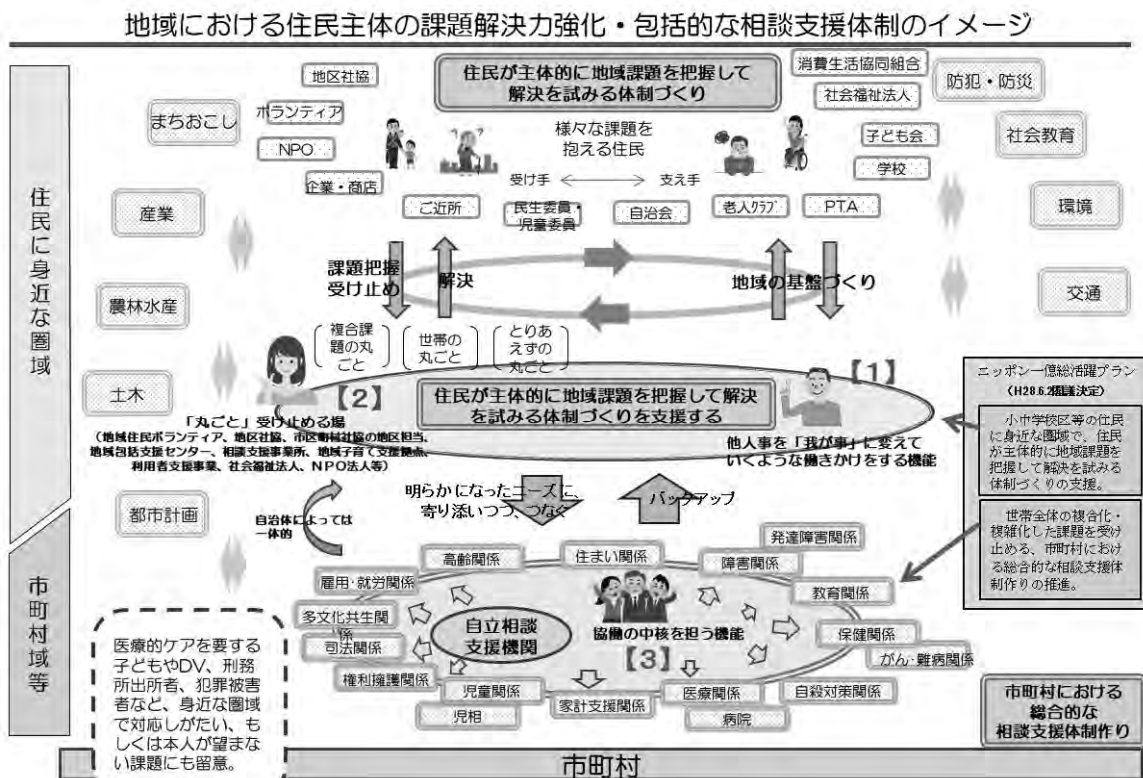 地域における住民主体の課題解決力強化・包括的な相談支援体制のイメージ
住民に身近な圏域
市町村域等
まちおこし
産業
農林水産
土木
都市計画
地区社協
ボランティア
NPO
企業・商店
ご近所
住民が主体的に地域課題を把握して
解決を試みる体制づくり
様々な課題を
抱える住民
受け手
支え手
民生委員・
児童委員
自治会
老人クラブ
PTA
消費生活協同組合
社会福祉法人
子ども会
学校
防犯・防災
社会教育
環境
交通
課題把握
受け止め
解決
地域の基盤づくり
複合課
題の丸
ごと
世帯の
丸ごと
とりあ
えずの
丸ごと
【2】
住民が主体的に地域課題を把握して解決
を試みる体制づくりを支援する
【1】
「丸ごと」受け止める場
(地域住民ボランティア、地区社協、市区町村社協の地区担当、
地域包括支援センター、相談支援事業所、地域子育て支援拠点、
利用者支援事業、社会福祉法人、NPO法人等)
他人事を「我が事」に変えて
いくような働きかけをする機能
ニッポン一億総活躍プラン
(H28.6.2閣議決定)
小中学校区等の住民
に身近な圏域で、住民
が主体的に地域課題を
把握して解決を試みる
体制づくりの支援。
世帯全体の複合化・
複雑化した課題を受け
止める、市町村におけ
る総合的な相談支援体
制作りの推進。
自治体によっては
一体的
明らかになったニーズに、
寄り添いつつ、つなぐ
バックアップ
高齢関係
住まい関係
障害関係
発達障害関係
雇用・就労関係
教育関係
多文化共生関
係
司法関係
自立相談
支援機関
協働の中核を担う機能
【3】
保健関係
がん・難病関係
権利擁護関係
児童関係
児相
家計支援関係
医療関係
病院
自殺対策関係
医療的ケアを要する
子どもやDV、刑務
所出所者、犯罪被害
者など、身近な圏域
で対応しがたい、も
しくは本人が望まな
い課題にも留意。
市町村における
総合的な
相談支援体制作り
市町村